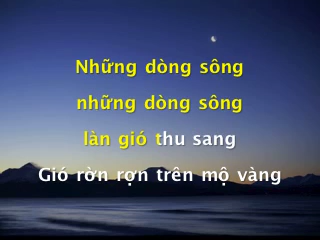 Những dòng sông
những dòng sông
làn gió thu sang
Gió rờn rợn trên mộ vàng